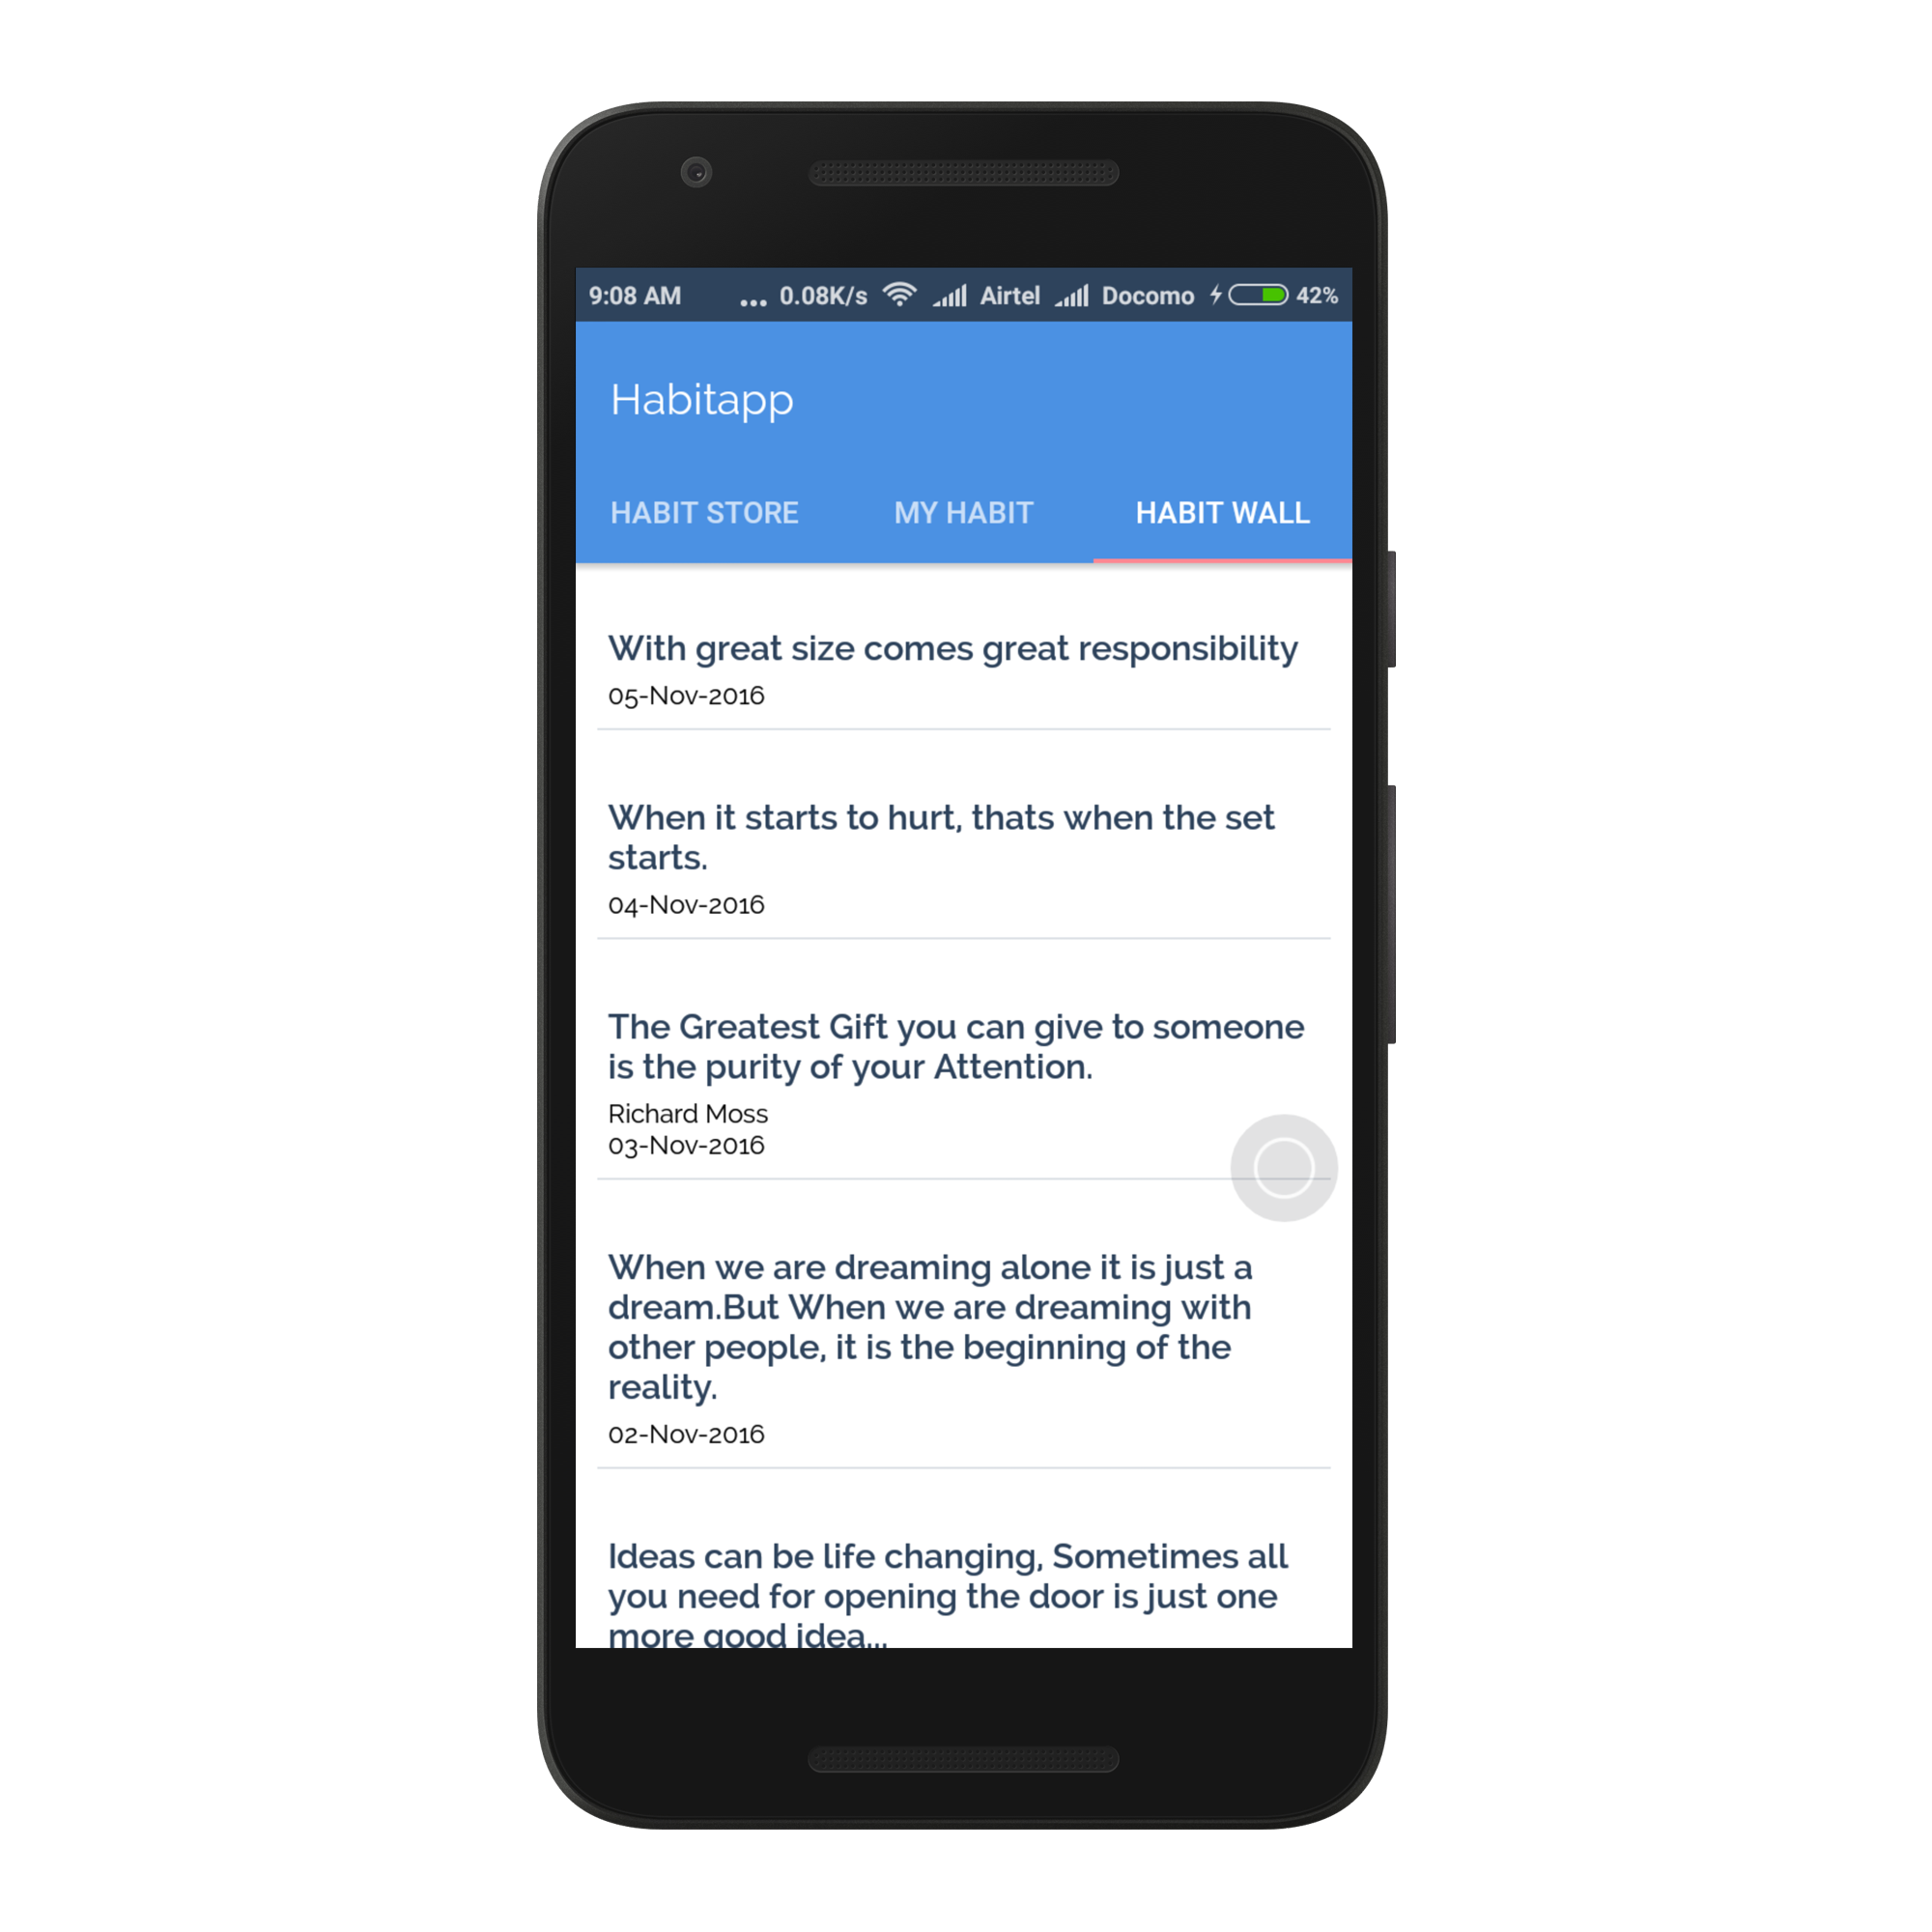 9:08 AM ... 0.08K/s Airtel Docomo 42%
Habitapp
HABIT STORE MY HABIT HABIT WALL
With great size comes great responsibility
05-Nov-2016
When it starts to hurt, thats when the set
starts.
04-Nov-2016
The Greatest Gift you can give to someone
is the purity of your Attention.
Richard Moss
03-Nov-2016
When we are dreaming alone it is just a
dream.But When we are dreaming with
other people, it is the beginning of the
reality.
02-Nov-2016
Ideas can be life changing, Sometimes all
you need for opening the door is just one
more good idea...